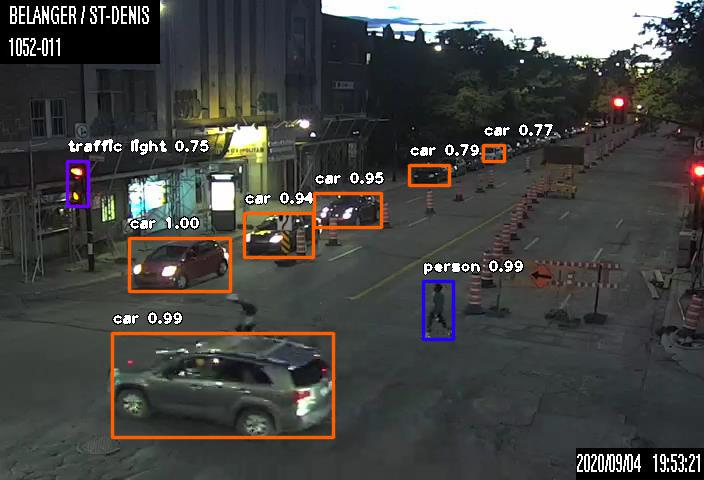 BELANGER / ST-DENIS
1052-011
traffic light 0.75
car 1.00
car 0.94
car 0.95
car 0.79
car 0.77
person 0.99
car 0.99
2020/09/04 19:53:21